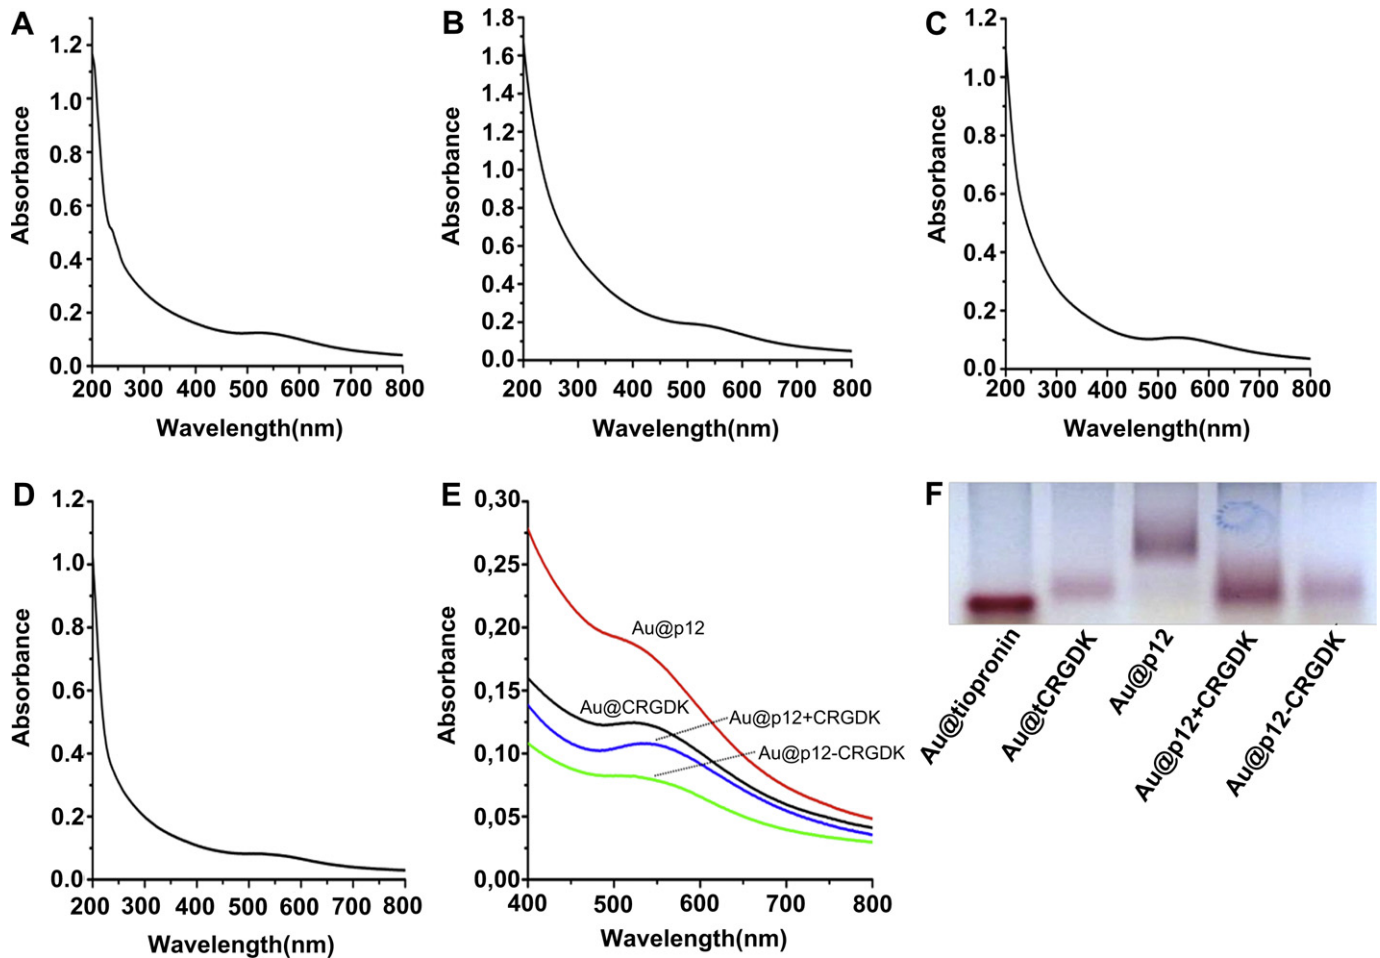 A
1.2
1.0
0.8
0.6
0.4
0.2
0.0
200 300 400 500 600 700 800
Absorbance
Wavelength(nm)
B
1.8
1.6
1.4
1.2
1.0
0.8
0.6
0.4
0.2
0.0
200 300 400 500 600 700 800
Absorbance
Wavelength(nm)
C
1.2
1.0
0.8
0.6
0.4
0.2
0.0
200 300 400 500 600 700 800
Absorbance
Wavelength(nm)
D
1.2
1.0
0.8
0.6
0.4
0.2
0.0
200 300 400 500 600 700 800
Absorbance
Wavelength(nm)
E
0,30
0,25
0,20
0,15
0,10
0,05
0,00
400 500 600 700 800
Absorbance
Wavelength(nm)
Au@p12
Au@CRGDK
Au@p12+CRGDK
Au@p12-CRGDK
F
Au@tiopronin
Au@tCRGDK
Au@p12
Au@p12+CRGDK
Au@p12-CRGDK